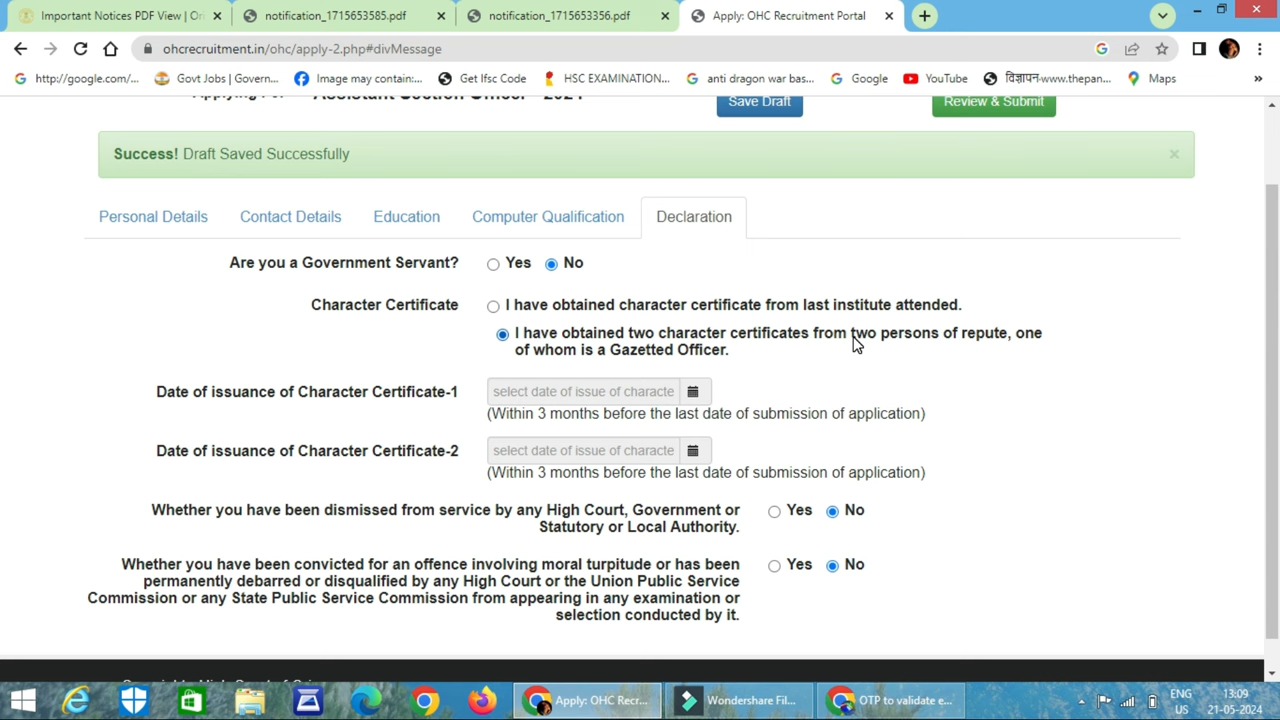 Important Notices PDF View | Ori
notification_1715653585.pdf
notification_1715653356.pdf
Apply: OHC Recruitment Portal
ohcrecruitment.in/ohc/apply-2.php#divMessage
http://google.com/...
Govt Jobs | Govern...
Image may contain:...
Get Ifsc Code
HSC EXAMINATION...
anti dragon war bas...
Google
YouTube
विज्ञापन-www.thepan...
Maps
»
Applying For Assistant Section Officer - 2024
Save Draft
Review & Submit
Success! Draft Saved Successfully
×
Personal Details
Contact Details
Education
Computer Qualification
Declaration
Are you a Government Servant? Yes No
Character Certificate I have obtained character certificate from last institute attended.
I have obtained two character certificates from two persons of repute, one
of whom is a Gazetted Officer.
Date of issuance of Character Certificate-1 select date of issue of characte
(Within 3 months before the last date of submission of application)
Date of issuance of Character Certificate-2 select date of issue of characte
(Within 3 months before the last date of submission of application)
Whether you have been dismissed from service by any High Court, Government or Yes No
Statutory or Local Authority.
Whether you have been convicted for an offence involving moral turpitude or has been Yes No
permanently debarred or disqualified by any High Court or the Union Public Service
Commission or any State Public Service Commission from appearing in any examination or
selection conducted by it.
Apply: OHC Recr...
Wondershare Fil...
OTP to validate e...
ENG
US
13:09
21-05-2024